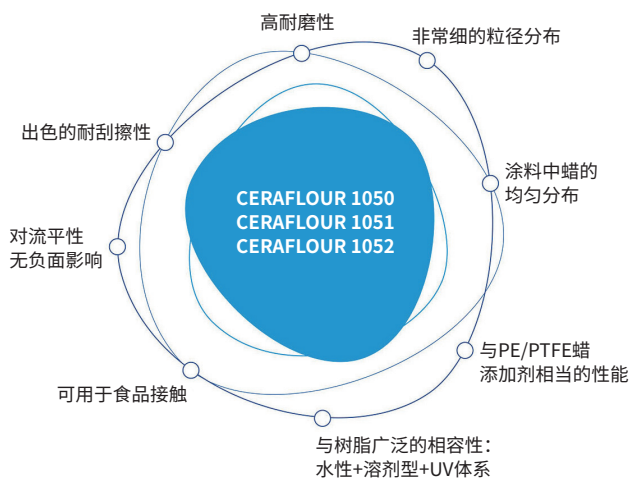 高耐磨性
非常细的粒径分布
出色的耐刮擦性
涂料中蜡的
均匀分布
CERAFLOUR 1050
CERAFLOUR 1051
CERAFLOUR 1052
对流平性
无负面影响
与PE/PTFE蜡
添加剂相当的性能
可用于食品接触
与树脂广泛的相容性：
水性+溶剂型+UV体系